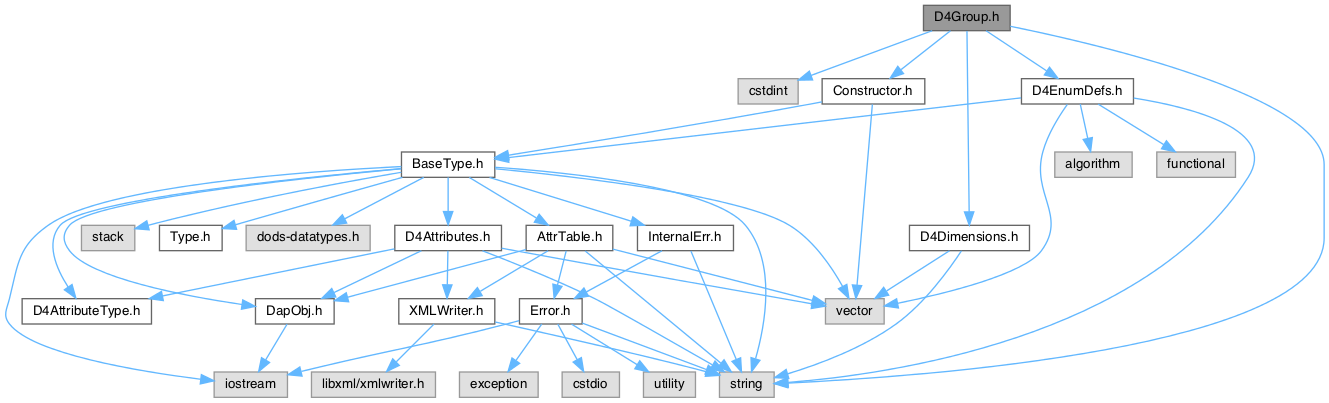 D4Group.h
cstdint
Constructor.h
D4EnumDefs.h
BaseType.h
algorithm
functional
stack
Type.h
dods-datatypes.h
D4Attributes.h
AttrTable.h
InternalErr.h
D4Dimensions.h
D4AttributeType.h
DapObj.h
XMLWriter.h
Error.h
vector
iostream
libxml/xmlwriter.h
exception
cstdio
utility
string